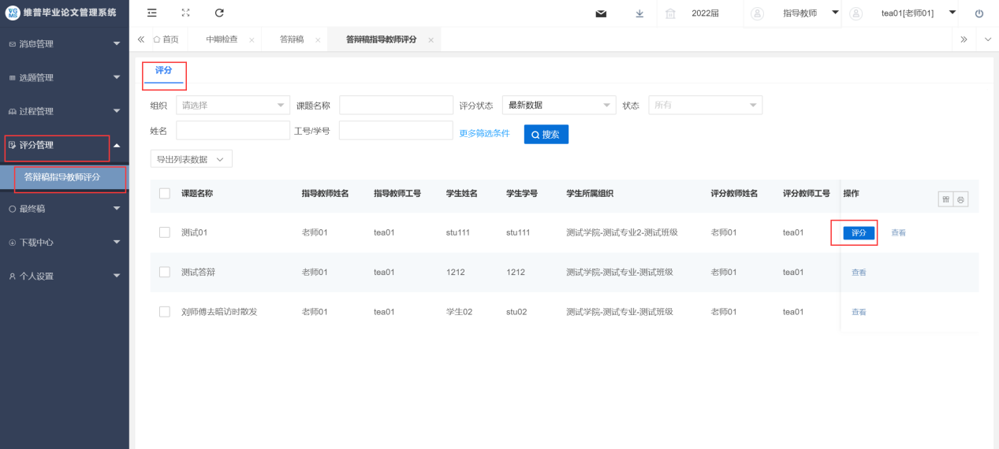 维普毕业论文管理系统
2022届 指导教师 tea01[老师01]
首页 中期检查 答辩稿 答辩稿指导教师评分
消息管理
选题管理
过程管理
评分管理
答辩稿指导教师评分
最终稿
下载中心
个人设置
评分
组织 请选择 课题名称 评分状态 最新数据 状态 所有
姓名 工号/学号 更多筛选条件 搜索
导出列表数据
课题名称 指导教师姓名 指导教师工号 学生姓名 学生学号 学生所属组织 评分教师姓名 评分教师工号 操作
测试01 老师01 tea01 stu111 stu111 测试学院-测试专业2-测试班级 老师01 tea01 评分 查看
测试答辩 老师01 tea01 1212 1212 测试学院-测试专业-测试班级 老师01 tea01 查看
刘师傅去暗访时散发 老师01 tea01 学生02 stu02 测试学院-测试专业-测试班级 老师01 tea01 查看